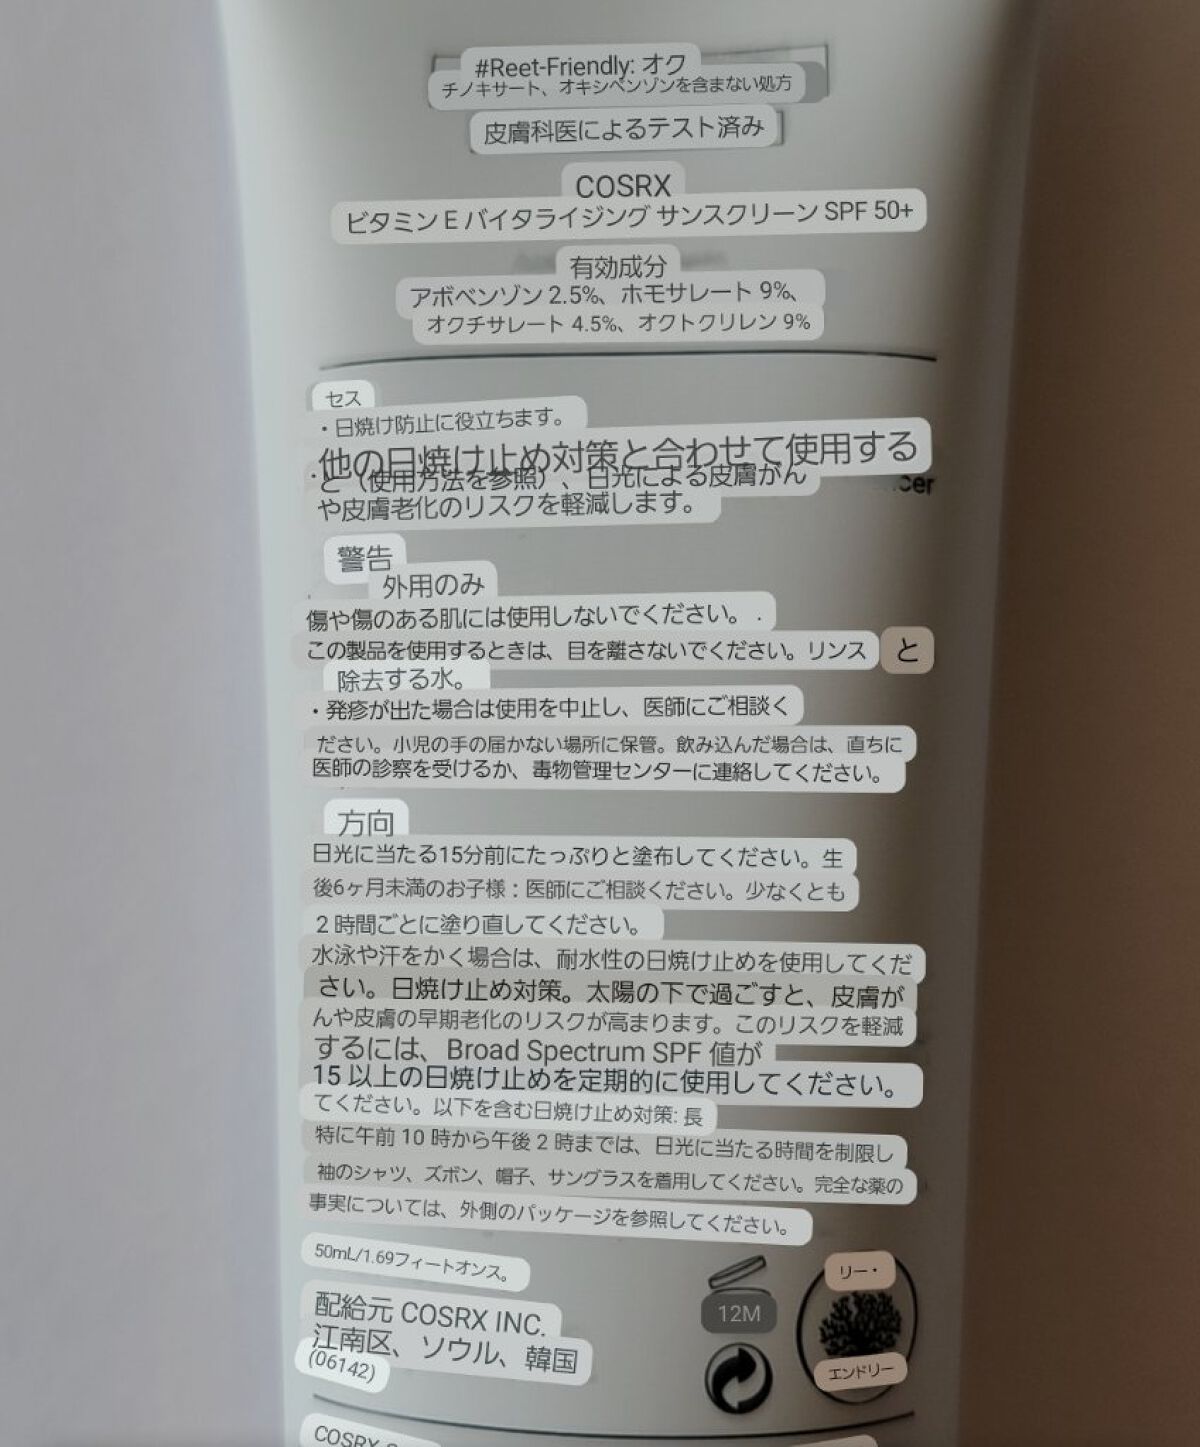 #Reet-Friendly: オク
チノキサート、オキシベンゾンを含まない処方
皮膚科医によるテスト済み
COSRX
ビタミン E バイタライジング サンスクリーン SPF 50+
有効成分
アボベンゾン 2.5%、ホモサレート 9%、
オクチサレート 4.5%、オクトクリレン 9%
セス
・日焼け防止に役立ちます。
他の日焼け止め対策と合わせて使用する
と（使用方法を参照）、日光による皮膚がん
cer
や皮膚老化のリスクを軽減します。
警告
外用のみ
傷や傷のある肌には使用しないでください。 .
この製品を使用するときは、目を離さないでください。リンス と
除去する水。
・発疹が出た場合は使用を中止し、医師にご相談く
ださい。小児の手の届かない場所に保管。飲み込んだ場合は、直ちに
医師の診察を受けるか、毒物管理センターに連絡してください。
方向
日光に当たる15分前にたっぷりと塗布してください。生
後6ヶ月未満のお子様：医師にご相談ください。少なくとも
2 時間ごとに塗り直してください。
水泳や汗をかく場合は、耐水性の日焼け止めを使用してくだ
さい。日焼け止め対策。太陽の下で過ごすと、皮膚が
んや皮膚の早期老化のリスクが高まります。このリスクを軽減
するには、Broad Spectrum SPF 値が
15 以上の日焼け止めを定期的に使用してください。
てください。以下を含む日焼け止め対策: 長
特に午前 10 時から午後 2 時までは、日光に当たる時間を制限し
袖のシャツ、ズボン、帽子、サングラスを着用してください。完全な薬の
事実については、外側のパッケージを参照してください。
50mL/1.69フィートオンス。
配給元 COSRX INC.
江南区、ソウル、韓国
(06142)
12M
リー・
エンドリー
COSRX